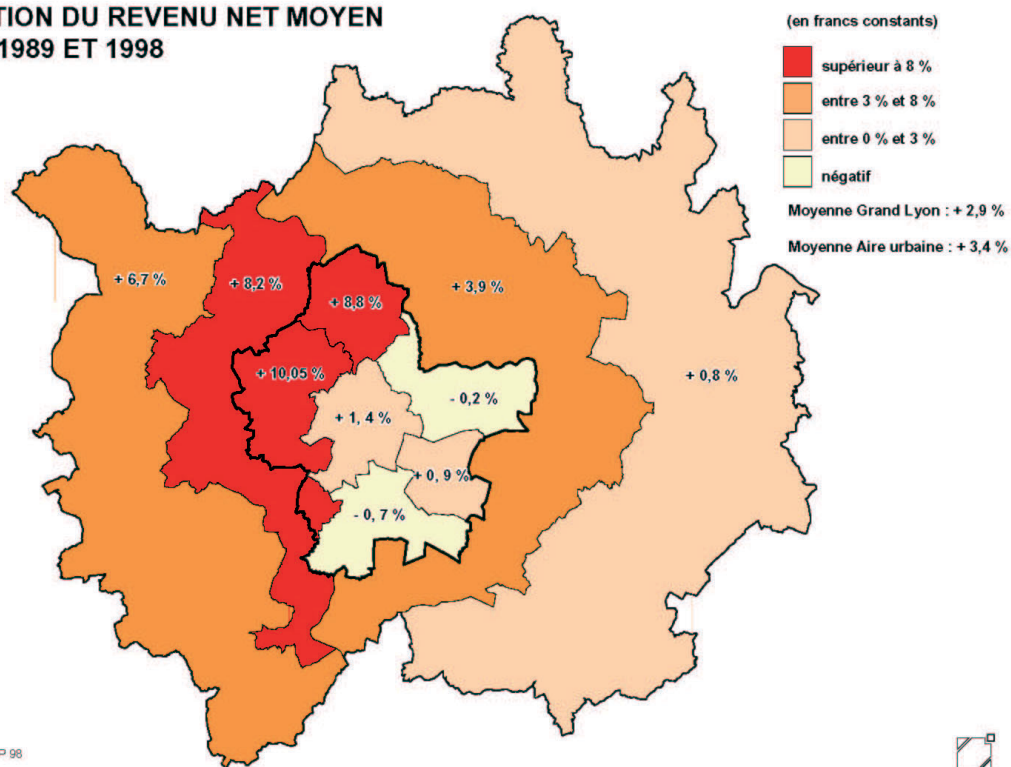 TION DU REVENU NET MOYEN
1989 ET 1998
(en francs constants)
supérieur à 8 %
entre 3 % et 8 %
entre 0 % et 3 %
négatif
Moyenne Grand Lyon : + 2,9 %
Moyenne Aire urbaine : + 3,4 %
+ 6,7 %
+ 8,2 %
+ 8,8 %
+ 3,9 %
+ 10,05 %
+ 0,8 %
- 0,2 %
+ 1, 4 %
+ 0, 9 %
- 0, 7 %
P 98